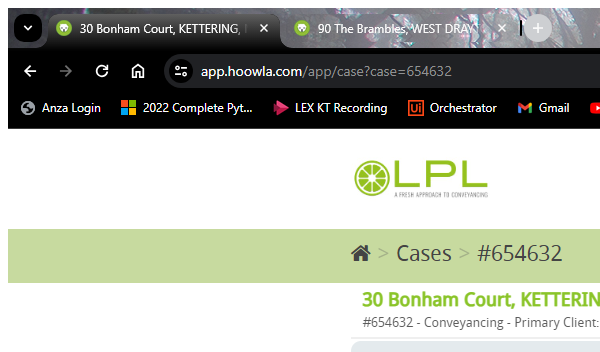 30 Bonham Court, KETTERING,
90 The Brambles, WEST DRAY
app.hoowla.com/app/case?case=654632
Anza Login
2022 Complete Pyt...
LEX KT Recording
Ui
Orchestrator
Gmail
LPL
A FRESH APPROACH TO CONVEYANCING
> Cases > #654632
30 Bonham Court, KETTERIN
#654632 - Conveyancing - Primary Client: